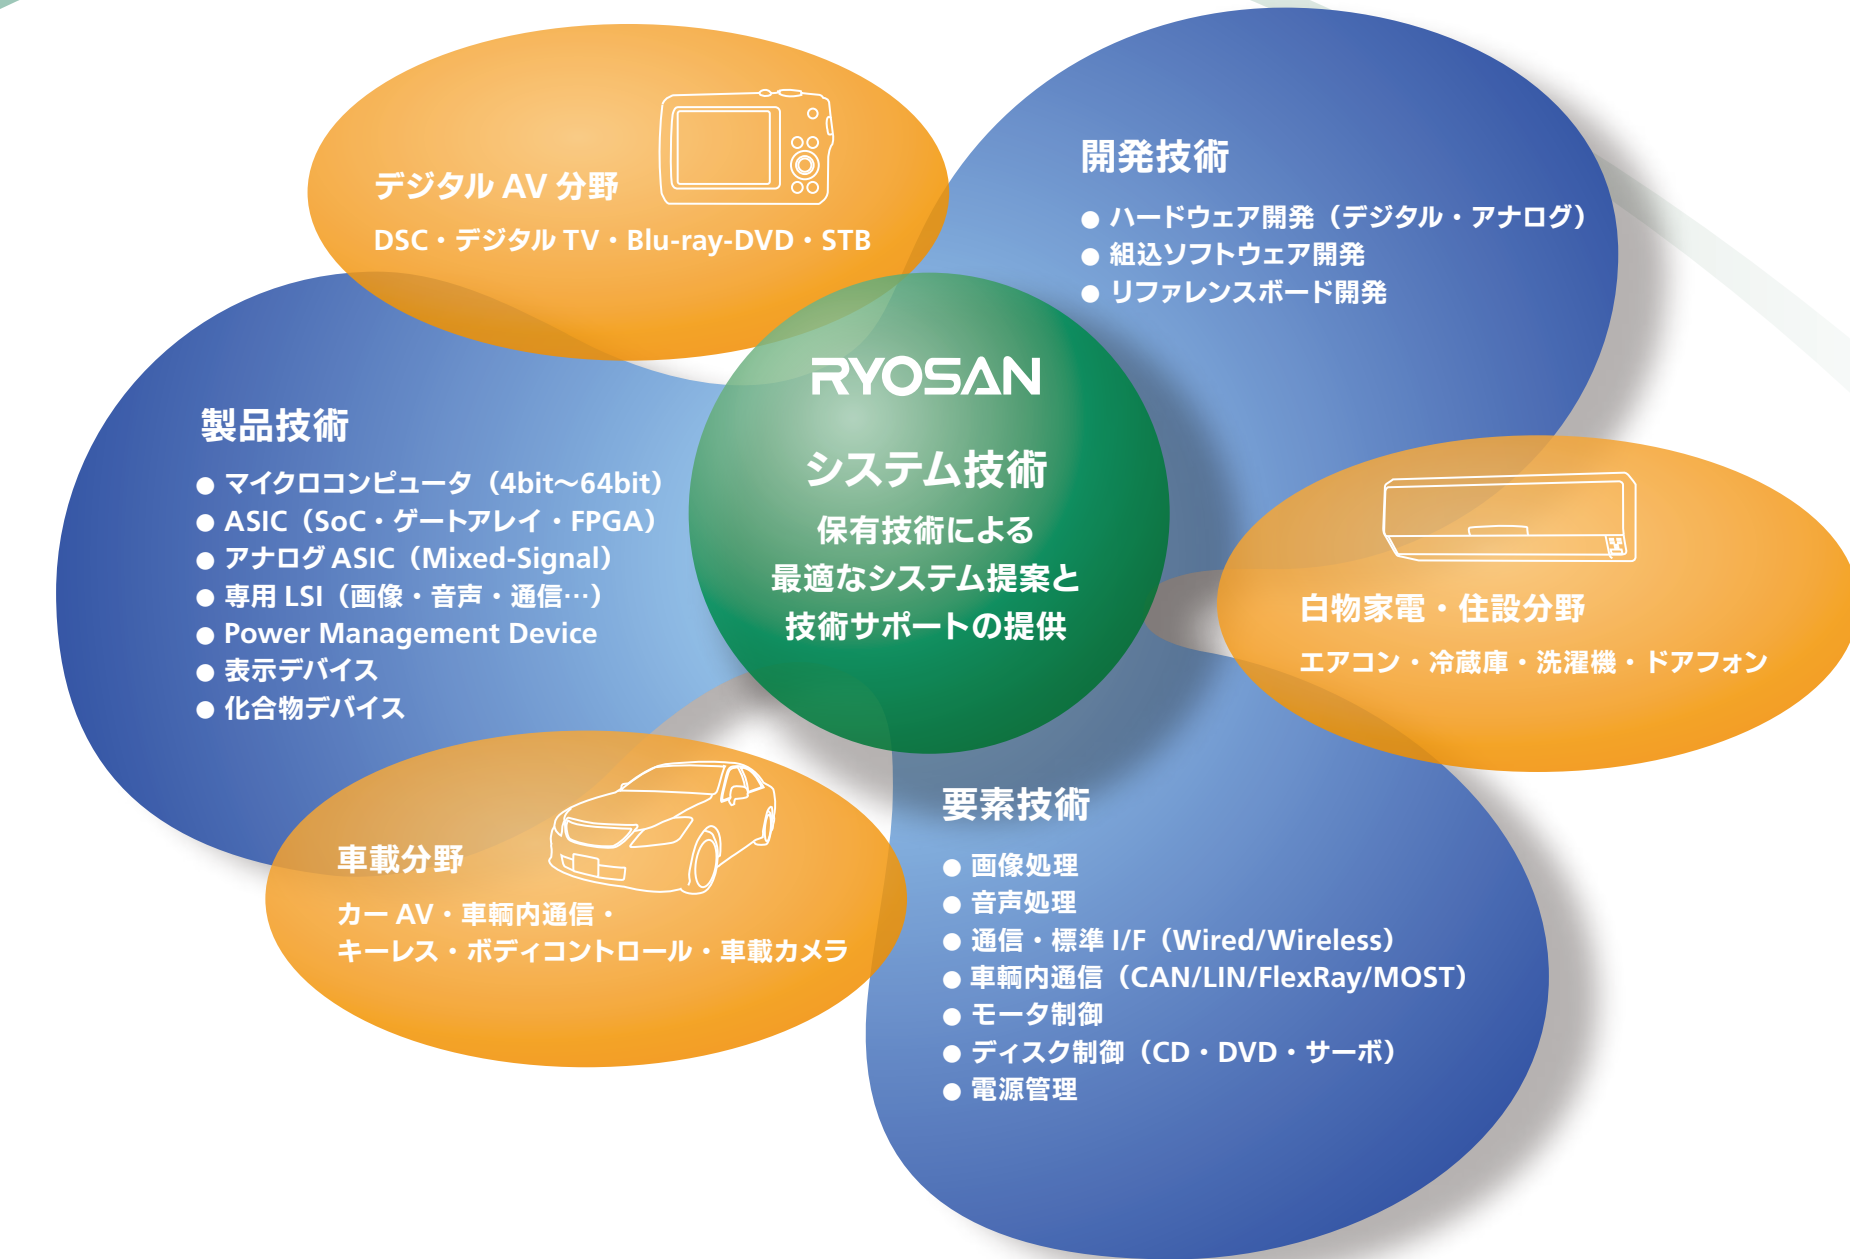 デジタル AV 分野
DSC・デジタル TV・Blu-ray-DVD・STB
開発技術
● ハードウェア開発（デジタル・アナログ）
● 組込ソフトウェア開発
● リファレンスボード開発
製品技術
● マイクロコンピュータ（4bit～64bit）
● ASIC（SoC・ゲートアレイ・FPGA）
● アナログ ASIC（Mixed-Signal）
● 専用 LSI（画像・音声・通信…）
● Power Management Device
● 表示デバイス
● 化合物デバイス
RYOSAN
システム技術
保有技術による
最適なシステム提案と
技術サポートの提供
白物家電・住設分野
エアコン・冷蔵庫・洗濯機・ドアフォン
車載分野
カー AV・車輌内通信・
キーレス・ボディコントロール・車載カメラ
要素技術
● 画像処理
● 音声処理
● 通信・標準 I/F（Wired/Wireless）
● 車輌内通信（CAN/LIN/FlexRay/MOST）
● モータ制御
● ディスク制御（CD・DVD・サーボ）
● 電源管理